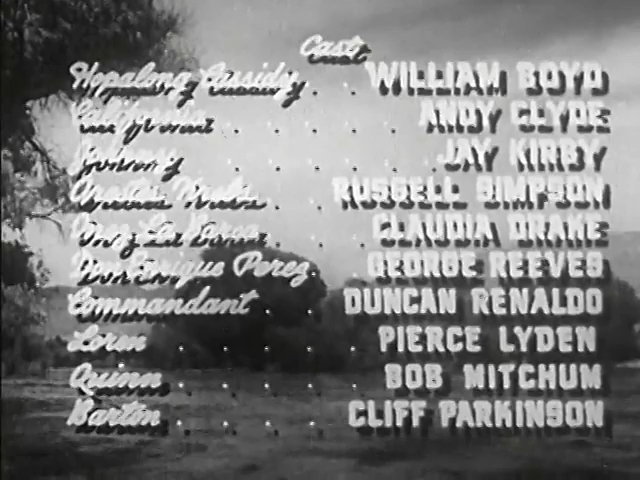 Cast
Hopalong Cassidy . . WILLIAM BOYD
California . . . . . ANDY CLYDE
Johnny . . . . . . JAY KIRBY
RUSSELL SIMPSON
CLAUDIA DRAKE
Don Enrique Perez. . GEORGE REEVES
Commandant . . DUNCAN RENALDO
Loren . . . . . PIERCE LYDEN
Quinn . . . . . BOB MITCHUM
Barton . . . . CLIFF PARKINSON